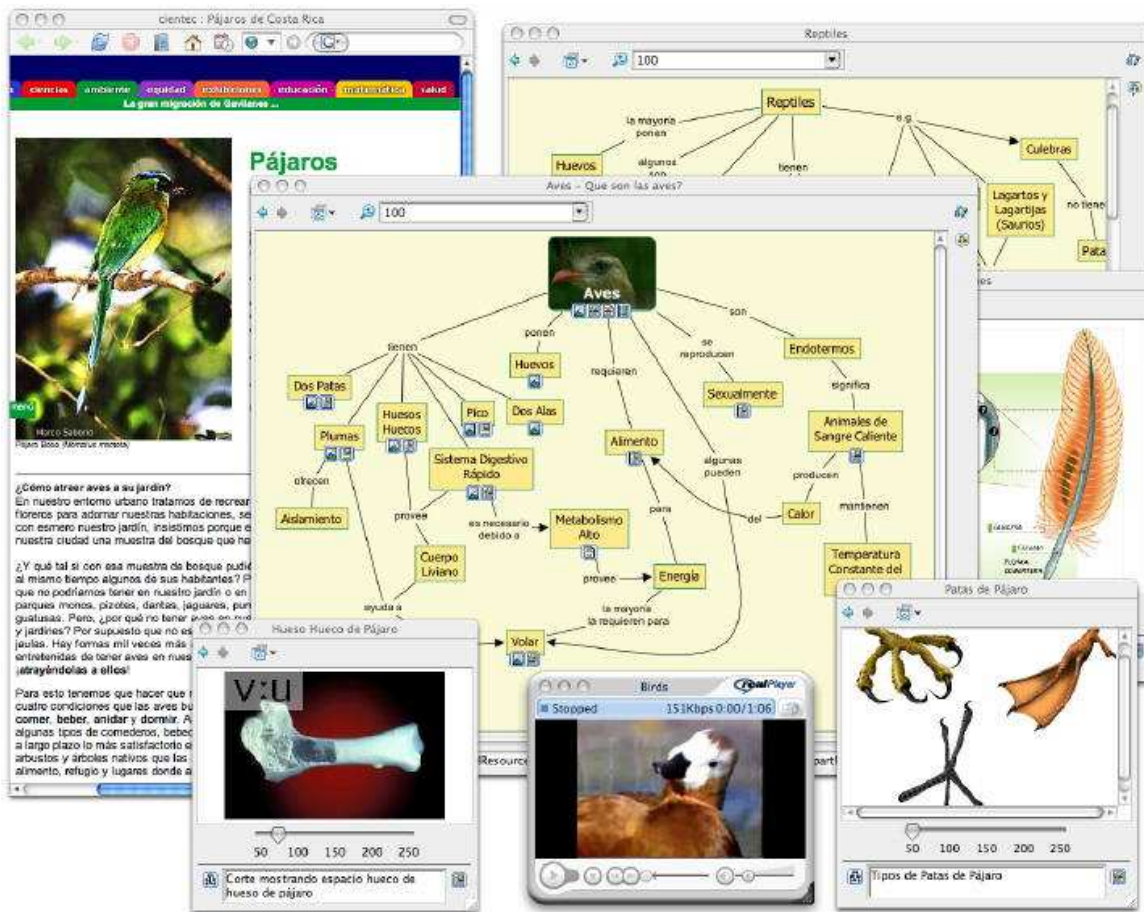 cientec : Pájaros de Costa Rica
ciencias ambiente equidad exhibiciones educación matemática salud
La gran migración de Gavilanes ...
Pájaros
menú
Marco Saborío
Pájaro Bobo (Momotus momota)
¿Cómo atraer aves a su jardín?
En nuestro entorno urbano tratamos de recrear
floreros para adornar nuestras habitaciones, se
con esmero nuestro jardín, insistimos porque e
nuestra ciudad una muestra del bosque que ha
¿Y qué tal si con esa muestra de bosque pudié
al mismo tiempo algunos de sus habitantes? P
que no podríamos tener en nuestro jardín o en
parques monos, pizotes, dantas, jaguares, pum
guatusas. Pero, ¿por qué no tener aves en nue
y jardines? Por supuesto que no es
jaulas. Hay formas mil veces más
entretenidas de tener aves en nues
¡atrayéndolas a ellos!
Para esto tenemos que hacer que
cuatro condiciones que las aves bu
comer, beber, anidar y dormir. A
algunas tipos de comederos, bebed
a largo plazo lo más satisfactorio e
arbustos y árboles nativos que las
alimento, refugio y lugares donde a
Reptiles
100
Reptiles
la mayoría
ponen
Huevos
algunos
son
tienen
e.g.
Culebras
Lagartos y
Lagartijas
(Saurios)
no tiene
Pata
Aves - Que son las aves?
100
Aves
tienen
ponen
requieren
se
reproducen
son
Endotermos
Dos Patas
Plumas
Huesos
Huecos
Pico
Dos Alas
Huevos
Sexualmente
significa
Animales de
Sangre Caliente
Sistema Digestivo
Rápido
Alimento
algunas
pueden
producen
ofrecen
Aislamiento
provee
es necesario
debido a
Metabolismo
Alto
para
del
Calor
mantienen
Cuerpo
Liviano
provee
Energía
Temperatura
Constante del
ayuda a
la mayoría
la requieren para
Volar
Resource
Hueso Hueco de Pájaro
V:U
50 100 150 200 250
Corte mostrando espacio hueco de
hueso de pájaro
Birds
realPlayer
Stopped 151Kbps 0:00/1:06
Patas de Pájaro
50 100 150 200 250
Tipos de Patas de Pájaro